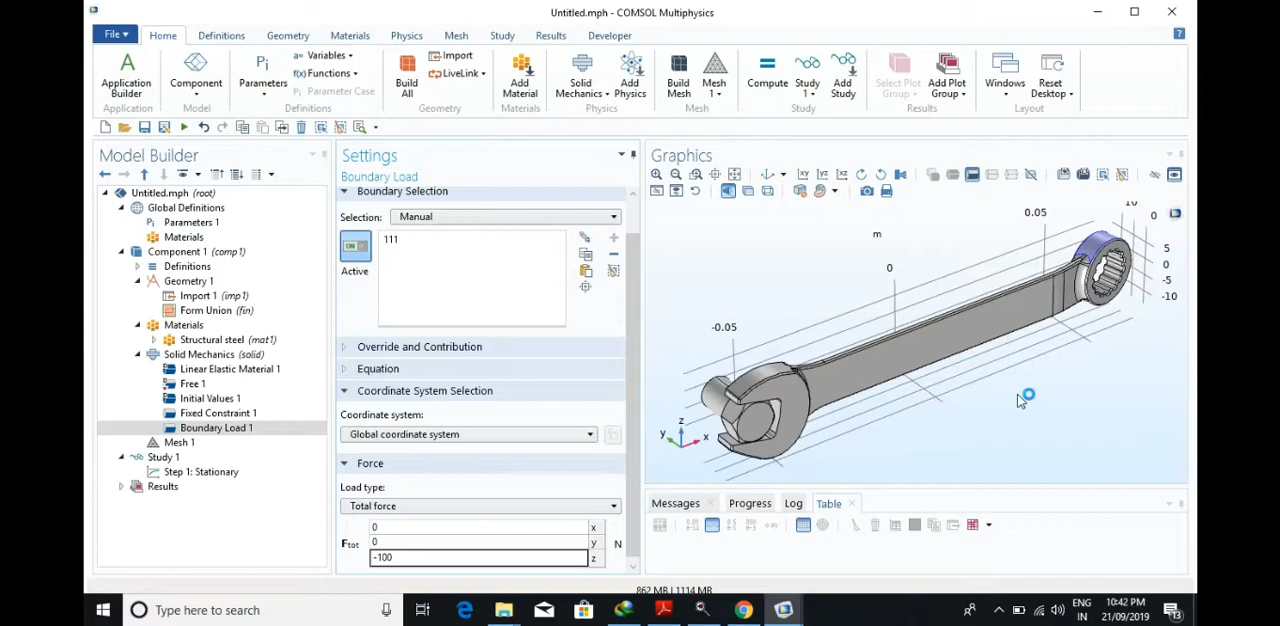 Untitled.mph - COMSOL Multiphysics
File
Home
Definitions
Geometry
Materials
Physics
Mesh
Study
Results
Developer
Application Builder
Component
Parameters
a= Variables
f(x) Functions
Parameter Case
Build All
Import
LiveLink
Add Material
Solid Mechanics
Add Physics
Build Mesh
Mesh 1
Compute
Study 1
Add Study
Select Plot Group
Add Plot Group
Windows
Reset Desktop
Application
Model
Definitions
Geometry
Materials
Physics
Mesh
Study
Results
Layout
Model Builder
Untitled.mph (root)
Global Definitions
Pi Parameters 1
Materials
Component 1 (comp1)
Definitions
Geometry 1
Import 1 (imp1)
Form Union (fin)
Materials
Structural steel (mat1)
Solid Mechanics (solid)
Linear Elastic Material 1
Free 1
Initial Values 1
Fixed Constraint 1
Boundary Load 1
Mesh 1
Study 1
Step 1: Stationary
Results
Settings
Boundary Load
Boundary Selection
Selection: Manual
111
ON
Active
Override and Contribution
Equation
Coordinate System Selection
Coordinate system:
Global coordinate system
Force
Load type:
Total force
0 x
Ftot 0 y N
-100 z
Graphics
m
0.05
10
0
5
0
-5
-10
0
-0.05
z
y x
Messages
Progress
Log
Table
862 MB | 1114 MB
Type here to search
ENG
IN
10:42 PM
21/09/2019
13